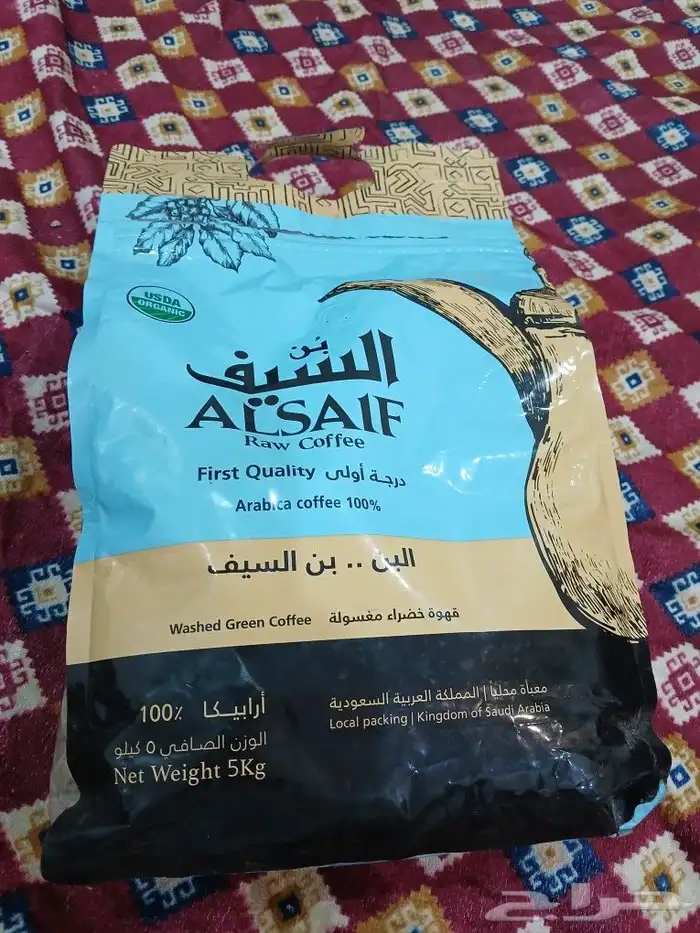 USDA
ORGANIC
بن
السيف
ALSAIF
Raw Coffee
First Quality درجة أولى
Arabica coffee 100%
البن .. بن السيف
Washed Green Coffee قهوة خضراء مغسولة
أرابيكا 100٪
الوزن الصافي ٥ كيلو
Net Weight 5Kg
معبأة محلياً | المملكة العربية السعودية
Local packing | Kingdom of Saudi Arabia
حراج